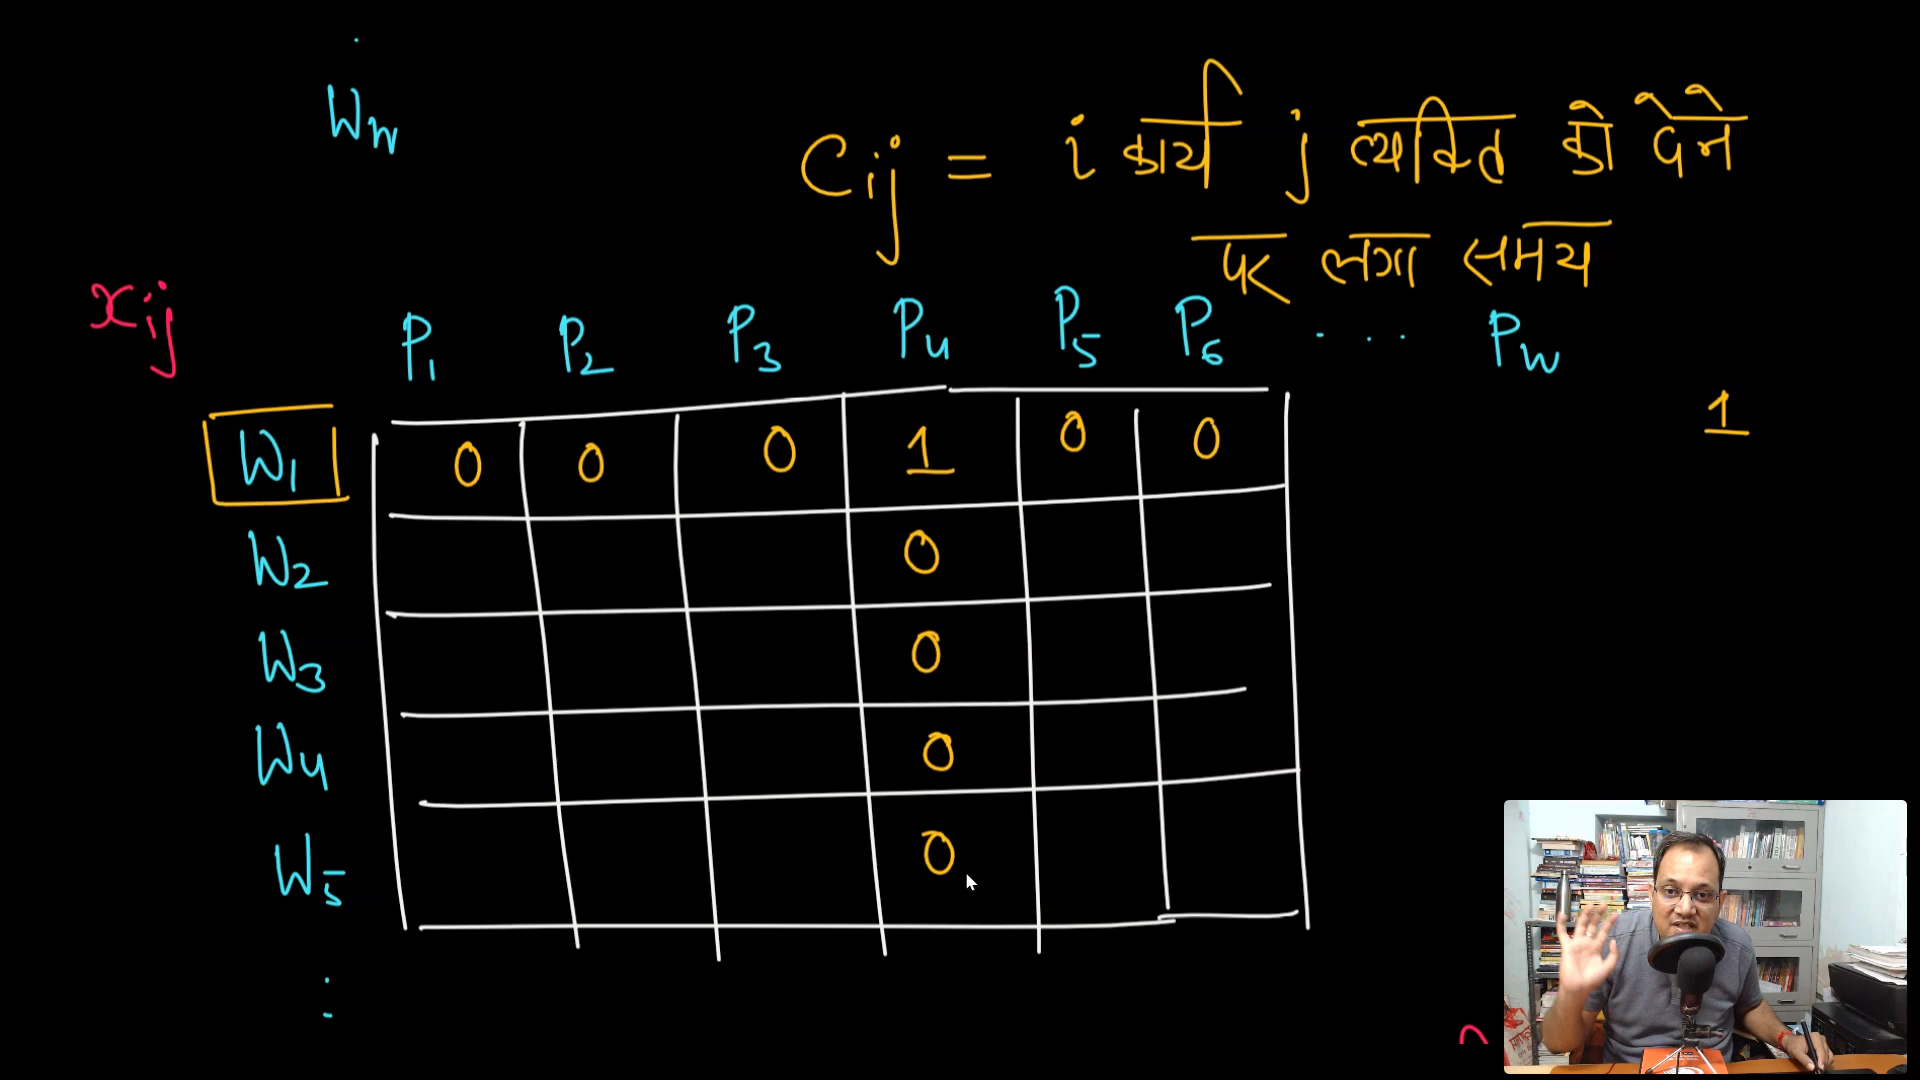 Wn
Cij = i कार्य j व्यक्ति को देने
पर लगा समय
xij
P1 P2 P3 P4 P5 P6 .... Pn
1
W1 0 0 0 1 0 0
W2 0
W3 0
W4 0
W5 0